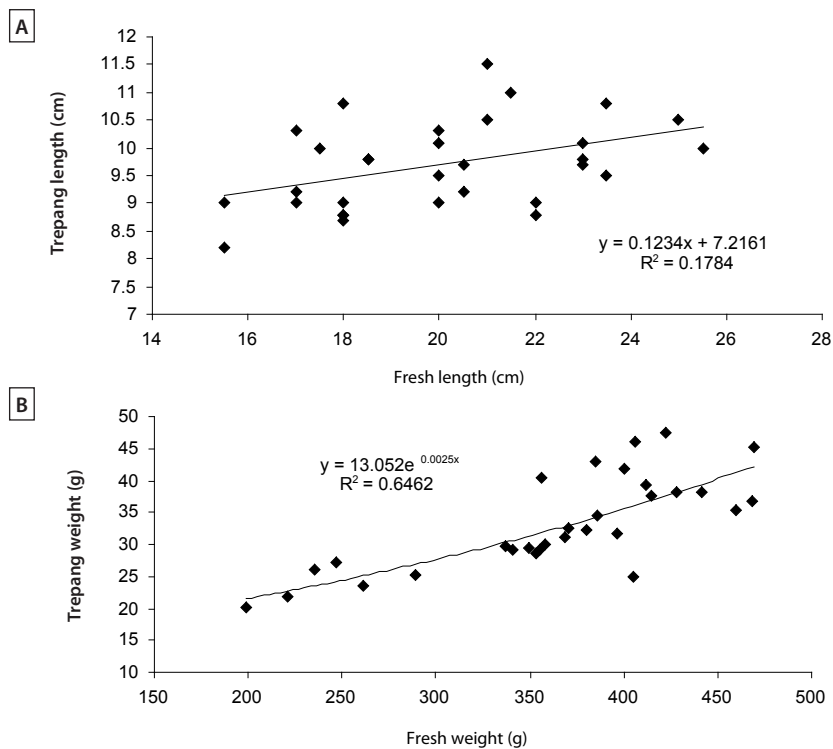 A
12
11.5
11
10.5
10
9.5
9
8.5
8
7.5
7
Trepang length (cm)
y = 0.1234x + 7.2161
R² = 0.1784
14 16 18 20 22 24 26 28
Fresh length (cm)
B
50
45
40
35
30
25
20
15
10
Trepang weight (g)
y = 13.052e 0.0025x
R² = 0.6462
150 200 250 300 350 400 450 500
Fresh weight (g)